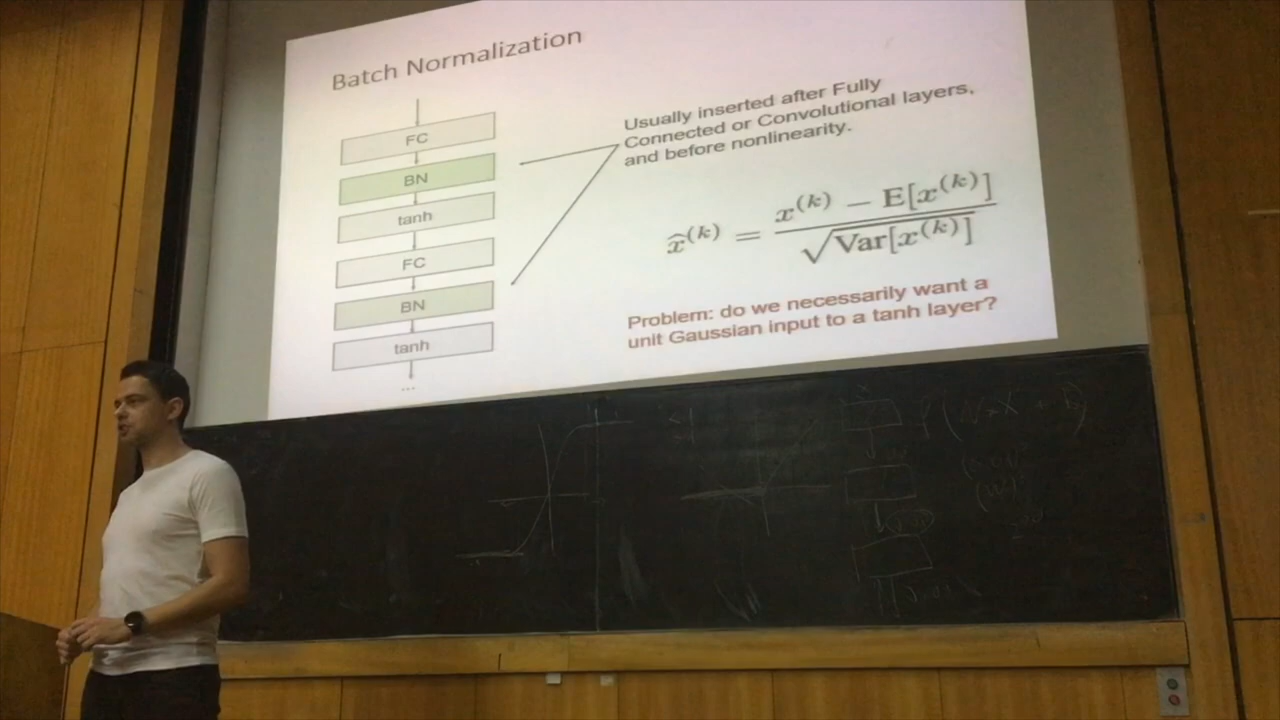 Batch Normalization
FC
BN
tanh
FC
BN
tanh
...
Usually inserted after Fully
Connected or Convolutional layers,
and before nonlinearity.
x̂^(k) = (x^(k) − E[x^(k)]) / √Var[x^(k)]
Problem: do we necessarily want a
unit Gaussian input to a tanh layer?